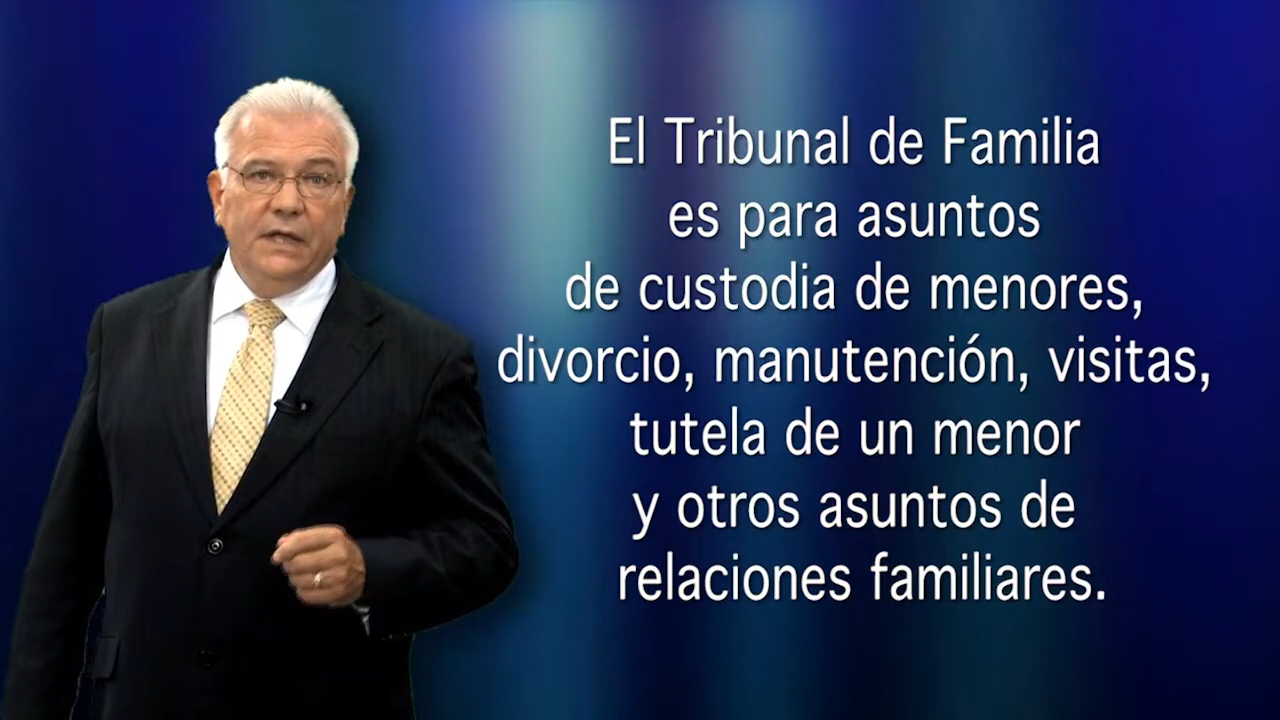 El Tribunal de Familia
es para asuntos
de custodia de menores,
divorcio, manutención, visitas,
tutela de un menor
y otros asuntos de
relaciones familiares.